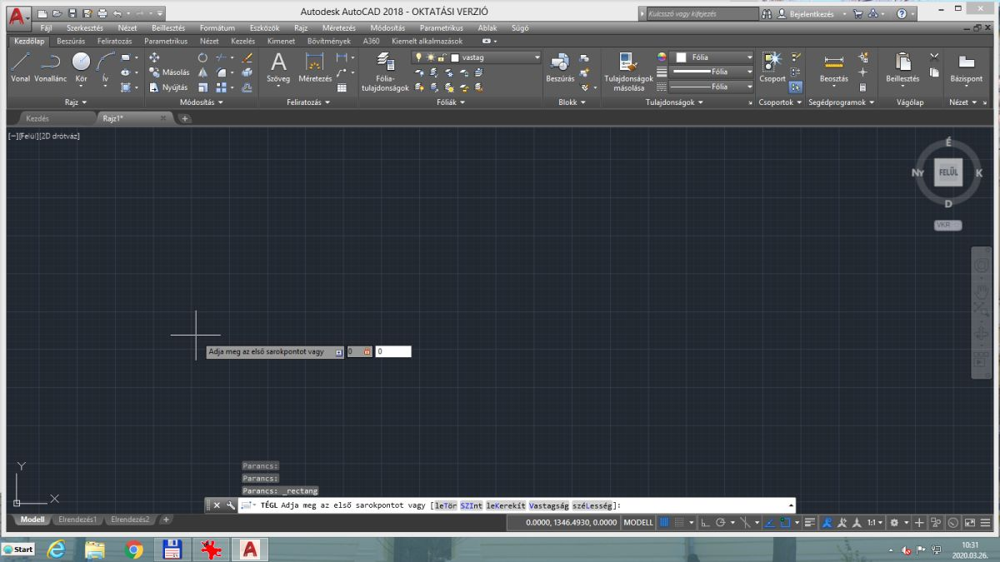 Autodesk AutoCAD 2018 - OKTATÁSI VERZIÓ
Kulcsszó vagy kifejezés
Bejelentkezés
Fájl Szerkesztés Nézet Beillesztés Formátum Eszközök Rajz Méretezés Módosítás Parametrikus Ablak Súgó
Kezdőlap Beszúrás Feliratozás Parametrikus Nézet Kezelés Kimenet Bővítmények A360 Kiemelt alkalmazások
Vonal Vonallánc Kör Ív
Másolás
Nyújtás
Szöveg Méretezés
Fólia-
tulajdonságok
vastag
Beszúrás
Tulajdonságok
másolása
Fólia
Fólia
Fólia
Csoport
Beosztás
Beillesztés
Bázispont
Rajz Módosítás Feliratozás Fóliák Blokk Tulajdonságok Csoportok Segédprogramok Vágólap Nézet
Kezdés Rajz1*
[−][Felül][2D drótváz]
É
Ny FELÜL K
D
VKR
Adja meg az első sarokpontot vagy 0 0
Y
X
Parancs:
Parancs:
Parancs: _rectang
TÉGL Adja meg az első sarokpontot vagy [leTör SZInt leKerekít Vastagság széLesség]:
Modell Elrendezés1 Elrendezés2 +
0.0000, 1346.4930, 0.0000 MODELL 1:1
Start
10:31
2020.03.26.